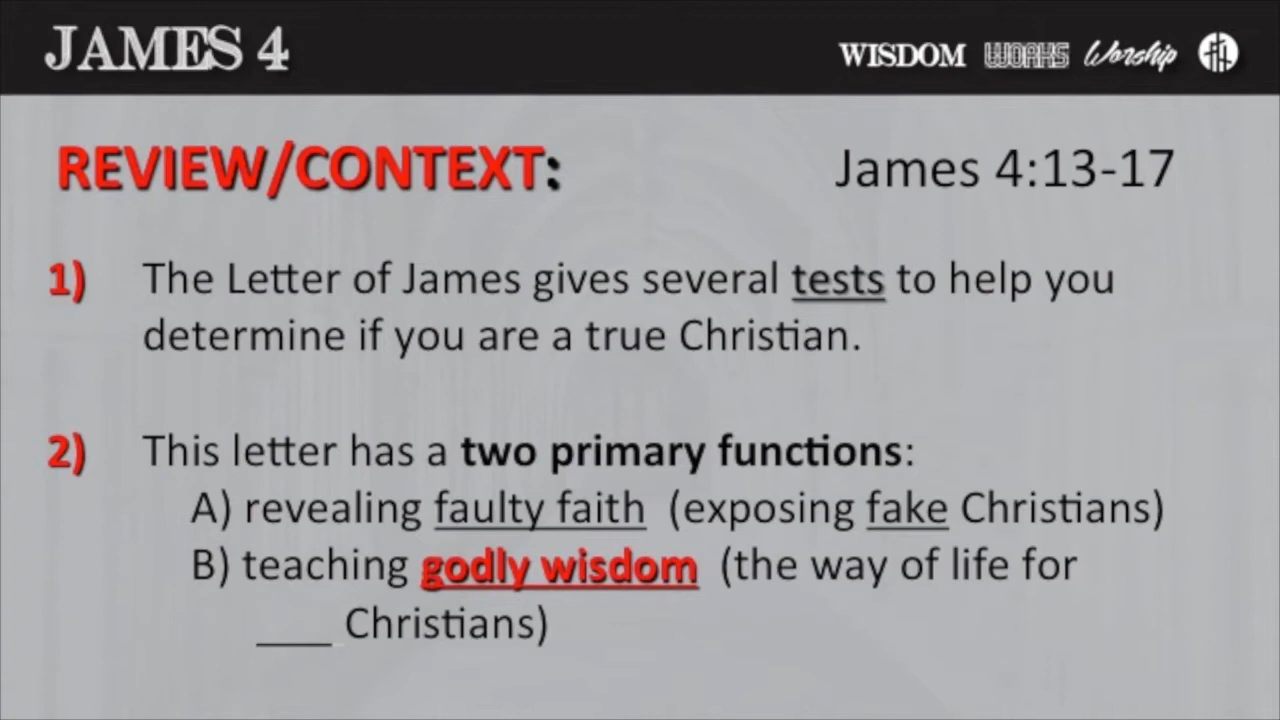 JAMES 4
WISDOM WORKS Worship
REVIEW/CONTEXT: James 4:13-17
1) The Letter of James gives several tests to help you
determine if you are a true Christian.
2) This letter has a two primary functions:
A) revealing faulty faith (exposing fake Christians)
B) teaching godly wisdom (the way of life for
___ Christians)